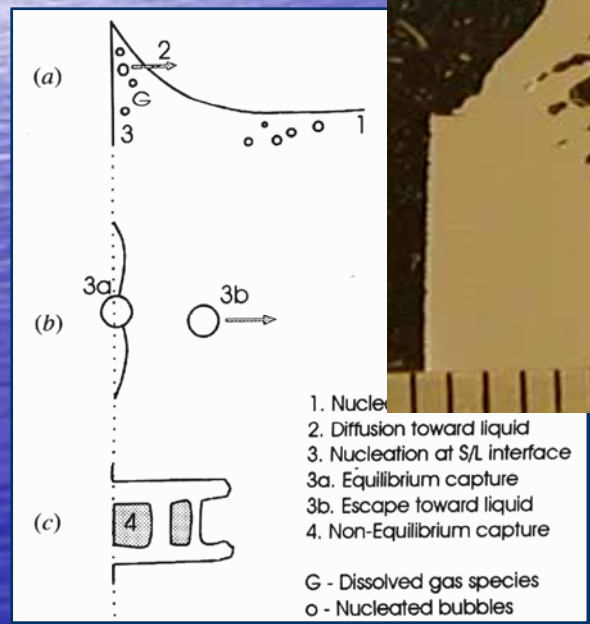 2
(a)
G
3
1
3a
3b
(b)
(c)
4
1.
2. Diffusion toward liquid
3. Nucleation at S/L interface
3a. Equilibrium capture
3b. Escape toward liquid
4. Non-Equilibrium capture
G - Dissolved gas species
o - Nucleated bubbles